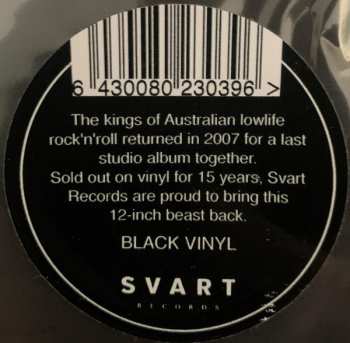 6 430080 230396 >
The kings of Australian lowlife
rock'n'roll returned in 2007 for a last
studio album together.
Sold out on vinyl for 15 years, Svart
Records are proud to bring this
12-inch beast back.
BLACK VINYL
SVART
RECORDS